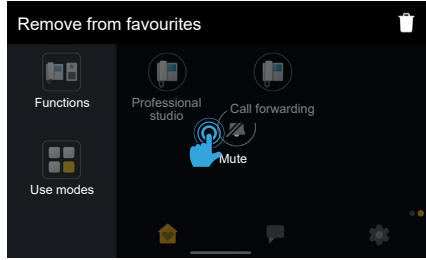 Remove from favourites
Functions
Professional
studio
Call forwarding
Mute
Use modes